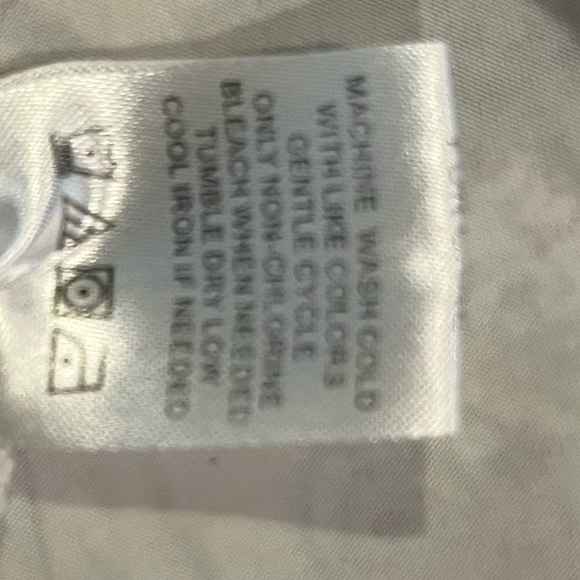 MACHINE WASH COLD
WITH LIKE COLORS
GENTLE CYCLE
ONLY NON-CHLORINE
BLEACH WHEN NEEDED
TUMBLE DRY LOW
COOL IRON IF NEEDED